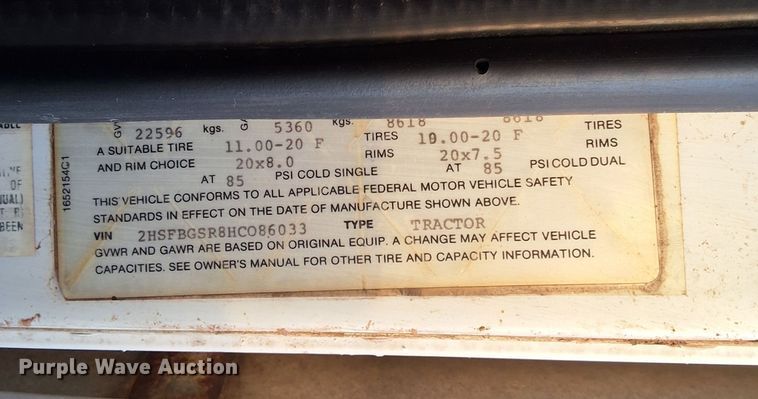 GV 22596 kgs. GA 5360 kgs. 8618 8618
A SUITABLE TIRE 11.00-20 F TIRES 10.00-20 F TIRES
AND RIM CHOICE 20x8.0 RIMS 20x7.5 RIMS
AT 85 PSI COLD SINGLE AT 85 PSI COLD DUAL
THIS VEHICLE CONFORMS TO ALL APPLICABLE FEDERAL MOTOR VEHICLE SAFETY
STANDARDS IN EFFECT ON THE DATE OF MANUFACTURE SHOWN ABOVE.
VIN 2HSFBGSR8HC086033 TYPE TRACTOR
GVWR AND GAWR ARE BASED ON ORIGINAL EQUIP. A CHANGE MAY AFFECT VEHICLE
CAPACITIES. SEE OWNER'S MANUAL FOR OTHER TIRE AND CAPACITY INFORMATION.
1652154C1
OF
BEEN
Purple Wave Auction